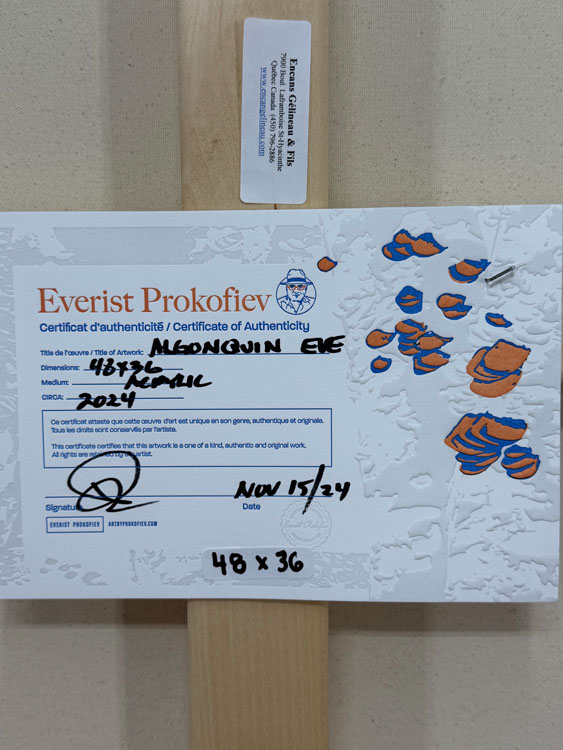 Encans Gélineau & Fils
7900 Boul. Laframboise St-Hyacinthe
Québec Canada (450) 796-2886
www.encangelineau.com
Everist Prokofiev
Certificat d'authenticité / Certificate of Authenticity
Titre de l'œuvre / Title of Artwork: ALGONQUIN EVE
Dimensions: 48x36
Medium: ACRYLIC
CIRCA: 2024
Ce certificat atteste que cette œuvre d'art est unique en son genre, authentique et originale.
Tous les droits sont conservés par l'artiste.
This certificate certifies that this artwork is a one of a kind, authentic and original work.
All rights are retained by the artist.
NOV 15/24
Signature
Date
EVERIST PROKOFIEV ARTBYPROKOFIEV.COM
48 x 36